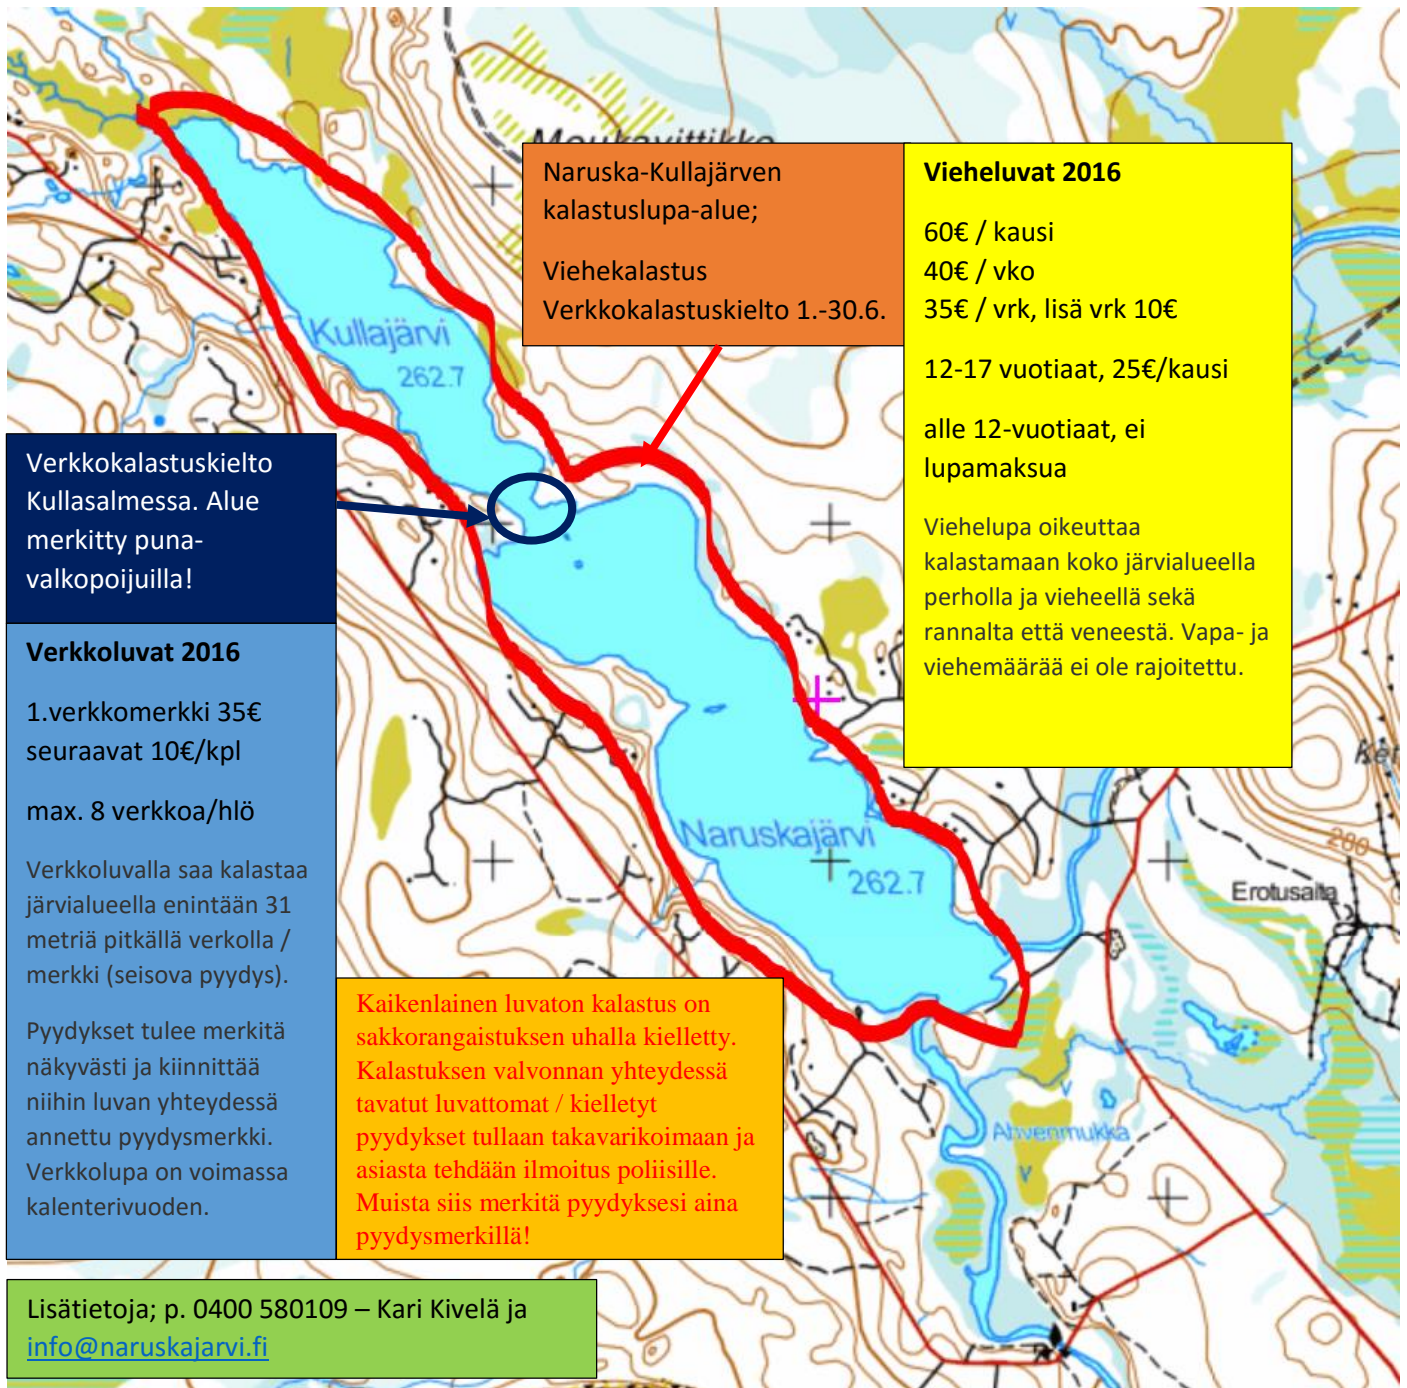 Moukavittikko
Naruska-Kullajärven
kalastuslupa-alue;
Viehekalastus
Verkkokalastuskielto 1.-30.6.
Vieheluvat 2016
60€ / kausi
40€ / vko
35€ / vrk, lisä vrk 10€
12-17 vuotiaat, 25€/kausi
alle 12-vuotiaat, ei
lupamaksua
Viehelupa oikeuttaa
kalastamaan koko järvialueella
perholla ja vieheellä sekä
rannalta että veneestä. Vapa- ja
viehemäärää ei ole rajoitettu.
Kullajärvi
262.7
Verkkokalastuskielto
Kullasalmessa. Alue
merkitty puna-
valkopoijuilla!
Verkkoluvat 2016
1.verkkomerkki 35€
seuraavat 10€/kpl
max. 8 verkkoa/hlö
Verkkoluvalla saa kalastaa
järvialueella enintään 31
metriä pitkällä verkolla /
merkki (seisova pyydys).
Pyydykset tulee merkitä
näkyvästi ja kiinnittää
niihin luvan yhteydessä
annettu pyydysmerkki.
Verkkolupa on voimassa
kalenterivuoden.
Naruskajärvi
262.7
280
Erotusaita
Ahvenmukka
Kaikenlainen luvaton kalastus on
sakkorangaistuksen uhalla kielletty.
Kalastuksen valvonnan yhteydessä
tavatut luvattomat / kielletyt
pyydykset tullaan takavarikoimaan ja
asiasta tehdään ilmoitus poliisille.
Muista siis merkitä pyydyksesi aina
pyydysmerkillä!
Lisätietoja; p. 0400 580109 – Kari Kivelä ja
info@naruskajarvi.fi